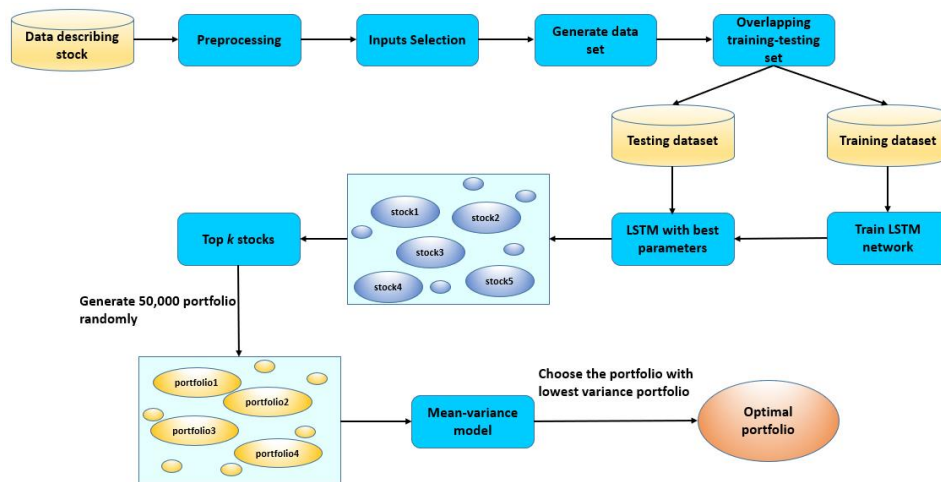 Data describing
stock
Preprocessing
Inputs Selection
Generate data
set
Overlapping
training-testing
set
Testing dataset
Training dataset
stock1
stock2
stock3
stock4
stock5
Top k stocks
LSTM with best
parameters
Train LSTM
network
Generate 50,000 portfolio
randomly
portfolio1
portfolio2
portfolio3
portfolio4
Mean-variance
model
Choose the portfolio with
lowest variance portfolio
Optimal
portfolio